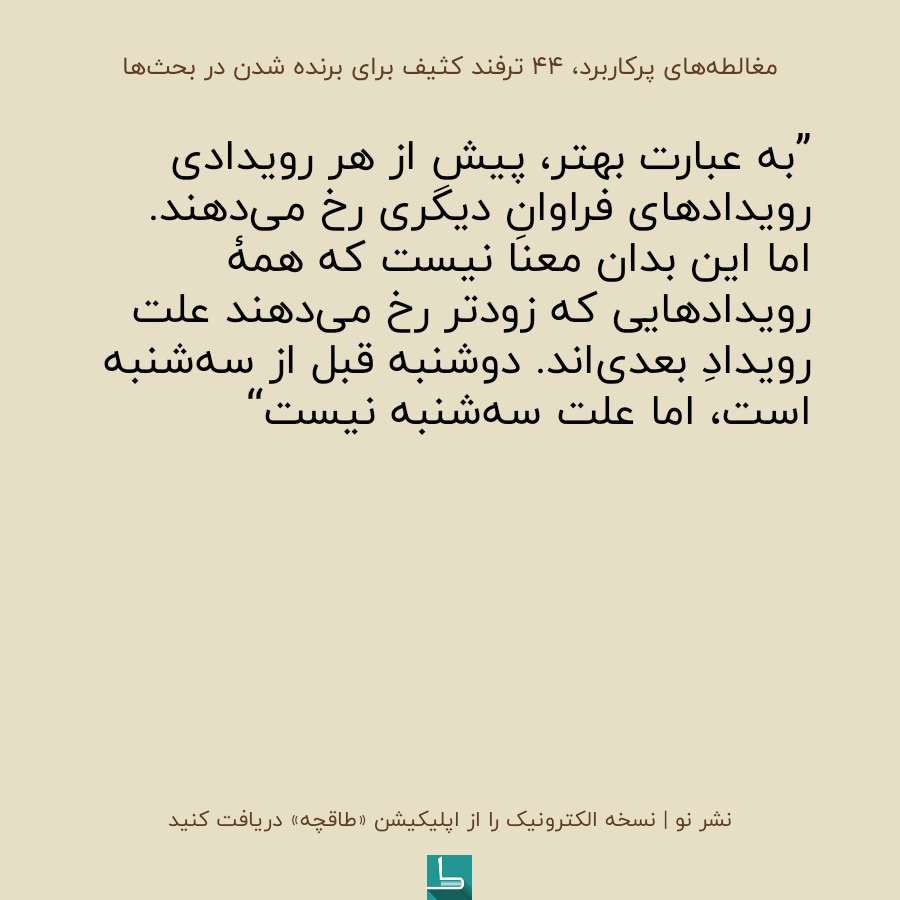 مغالطه‌های پرکاربرد، ۴۴ ترفند کثیف برای برنده شدن در بحث‌ها
”به عبارت بهتر، پیش از هر رویدادی
رویدادهای فراوانِ دیگری رخ می‌دهند.
اما این بدان معنا نیست که همهٔ
رویدادهایی که زودتر رخ می‌دهند علت
رویدادِ بعدی‌اند. دوشنبه قبل از سه‌شنبه
است، اما علت سه‌شنبه نیست“
نشر نو | نسخه الکترونیک را از اپلیکیشن «طاقچه» دریافت کنید